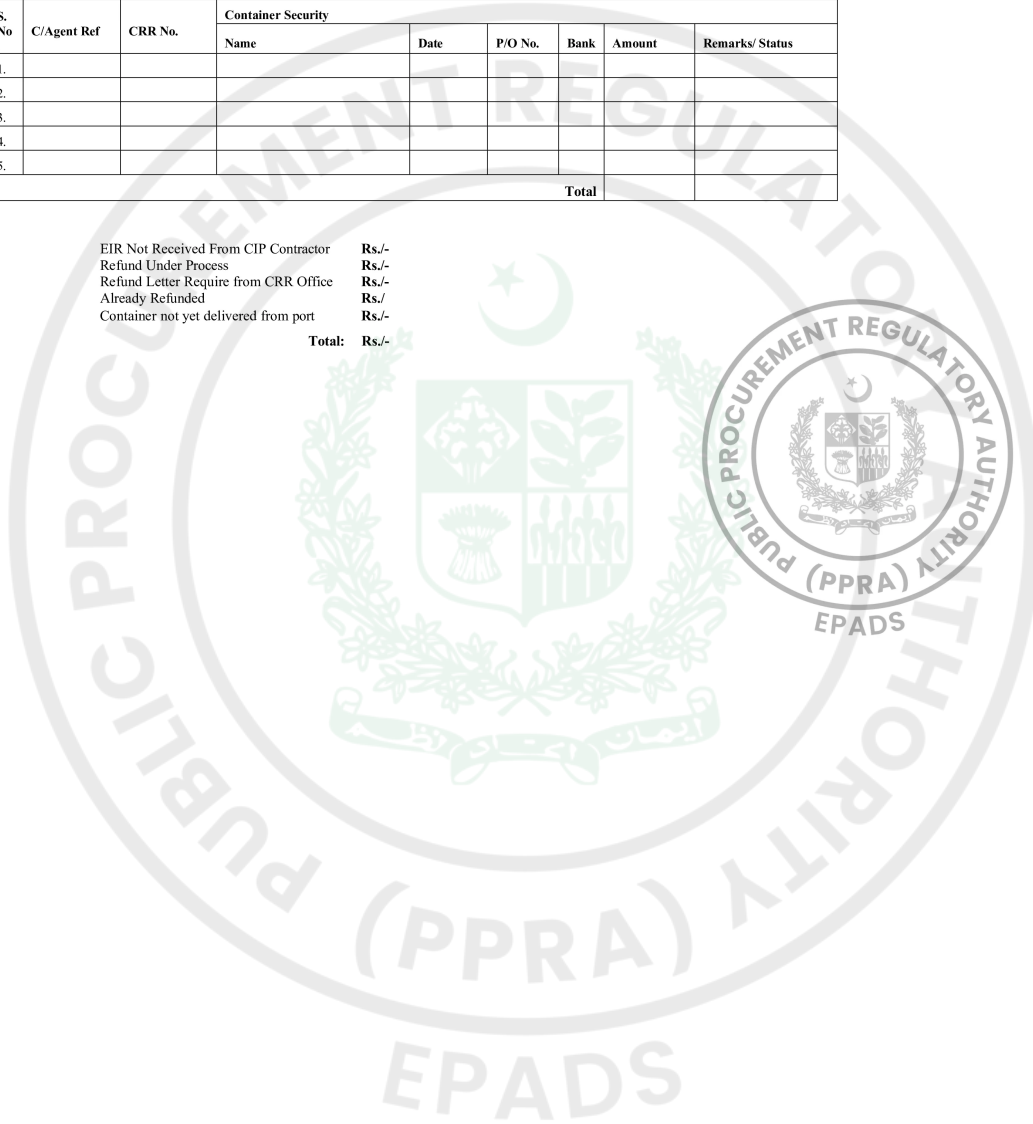 S. No C/Agent Ref CRR No. Container Security
Name Date P/O No. Bank Amount Remarks/ Status
1.
2.
3.
4.
5.
Total
EIR Not Received From CIP Contractor Rs./-
Refund Under Process Rs./-
Refund Letter Require from CRR Office Rs./-
Already Refunded Rs./
Container not yet delivered from port Rs./-
Total: Rs./-
PUBLIC PROCUREMENT REGULATORY AUTHORITY
(PPRA)
EPADS
PUBLIC PROCUREMENT REGULATORY AUTHORITY
(PPRA)
EPADS